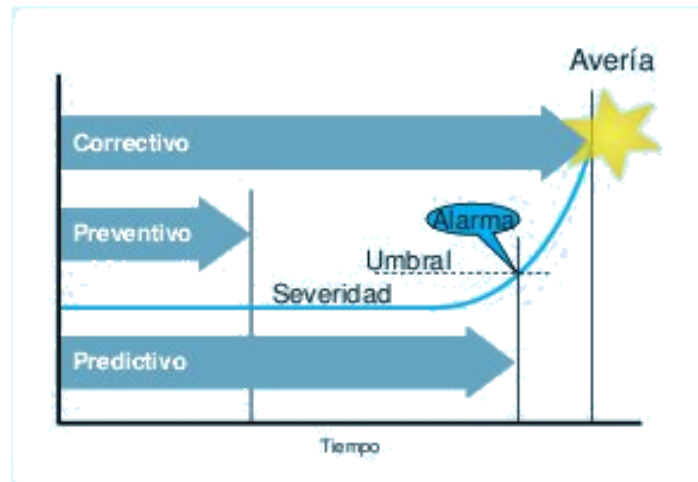 Avería
Correctivo
Preventivo
Alarma
Umbral
Severidad
Predictivo
Tiempo